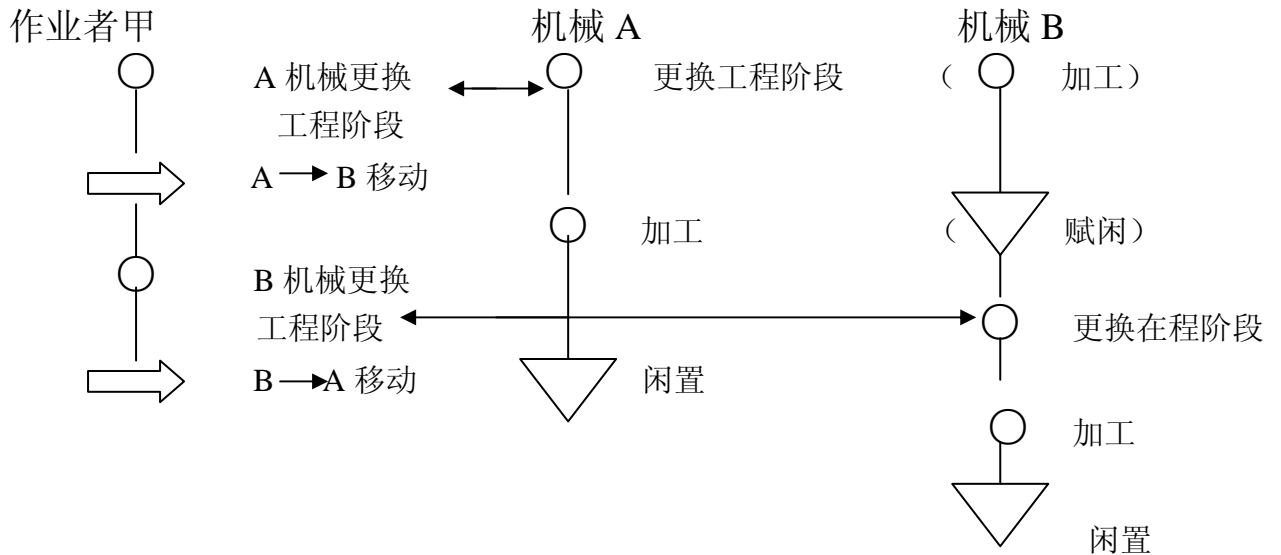 作业者甲 机械 A 机械 B
A 机械更换 更换工程阶段 （ 加工）
工程阶段
A B 移动
加工 （ 赋闲）
B 机械更换
工程阶段 更换在程阶段
B A 移动 闲置
加工
闲置